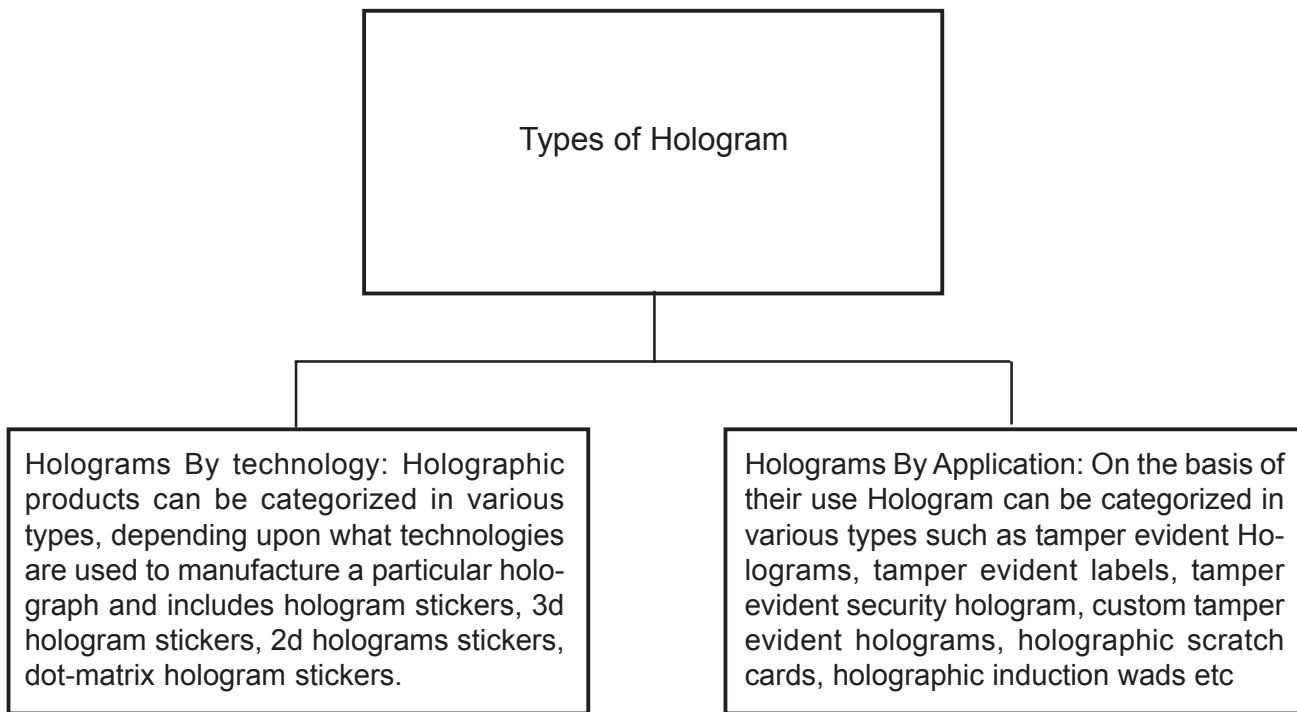 Types of Hologram
Holograms By technology: Holographic
products can be categorized in various
types, depending upon what technologies
are used to manufacture a particular holo-
graph and includes hologram stickers, 3d
hologram stickers, 2d holograms stickers,
dot-matrix hologram stickers.
Holograms By Application: On the basis of
their use Hologram can be categorized in
various types such as tamper evident Ho-
lograms, tamper evident labels, tamper
evident security hologram, custom tamper
evident holograms, holographic scratch
cards, holographic induction wads etc